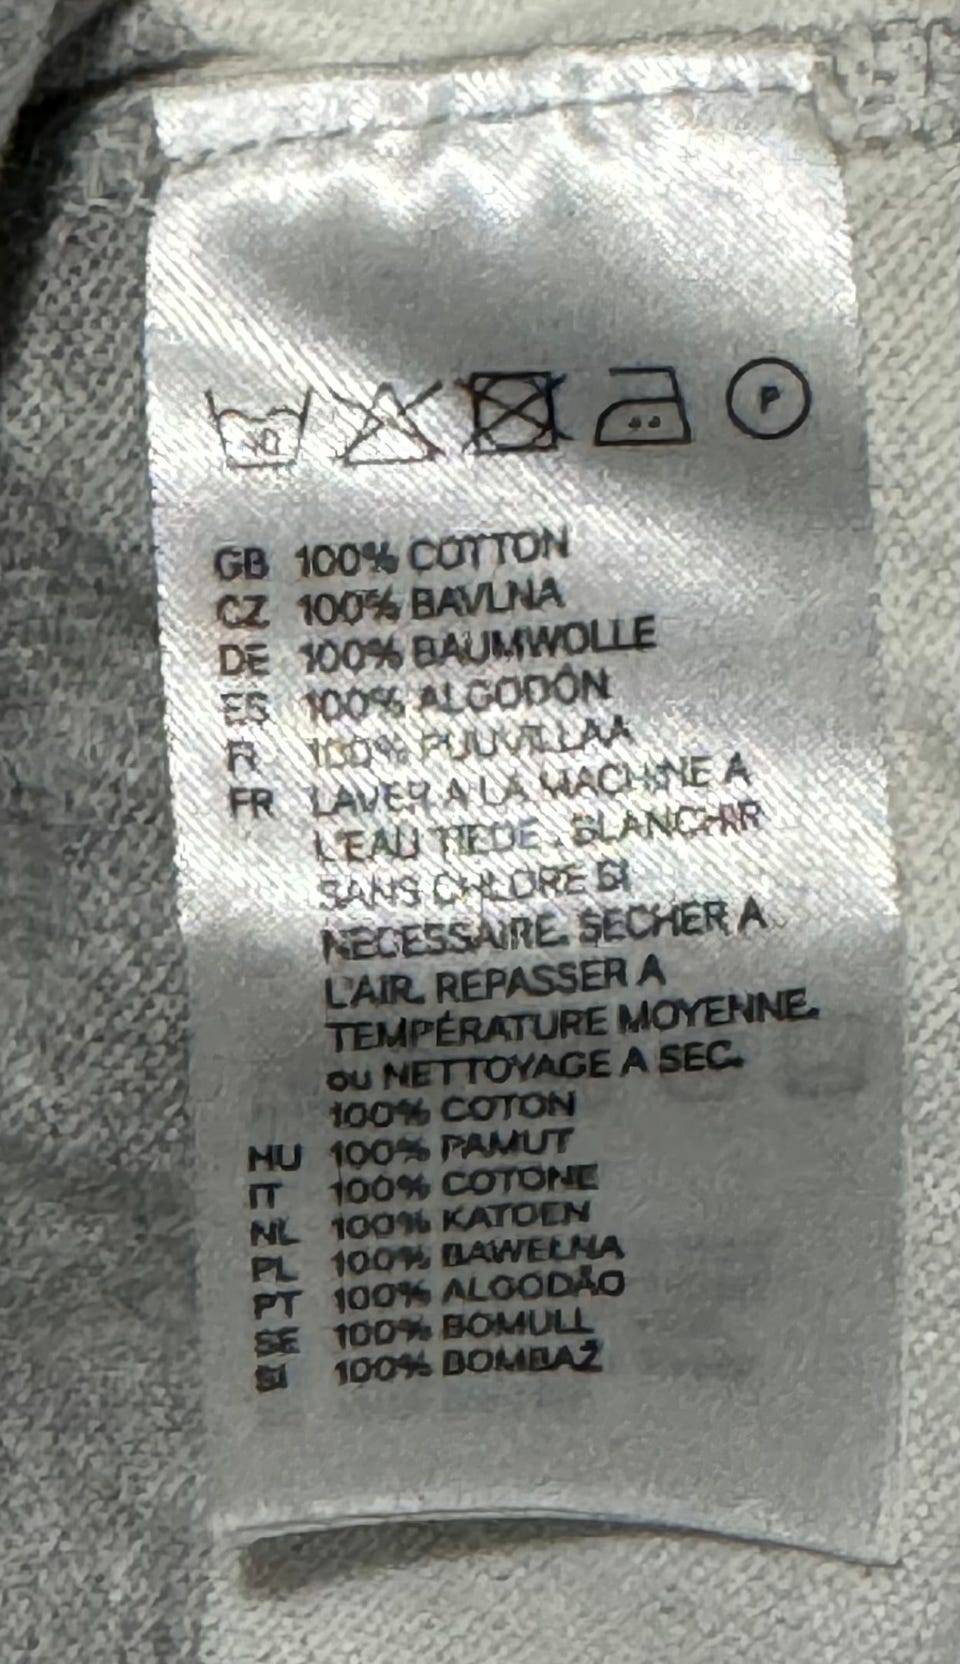 P
GB 100% COTTON
CZ 100% BAVLNA
DE 100% BAUMWOLLE
ES 100% ALGODÓN
FI 100% PUUVILLAA
FR LAVER A LA MACHINE A
L'EAU TIEDE. BLANCHIR
SANS CHLORE SI
NECESSAIRE. SECHER A
L'AIR. REPASSER A
TEMPÉRATURE MOYENNE.
ou NETTOYAGE A SEC.
100% COTON
HU 100% PAMUT
IT 100% COTONE
NL 100% KATOEN
PL 100% BAWEŁNA
PT 100% ALGODÃO
SE 100% BOMULL
SI 100% BOMBAŽ